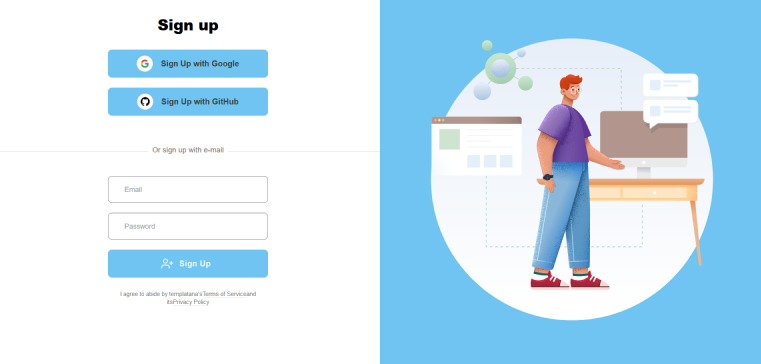 Sign up
Sign Up with Google
Sign Up with GitHub
Or sign up with e-mail
Email
Password
Sign Up
I agree to abide by templatana'sTerms of Serviceand
itsPrivacy Policy